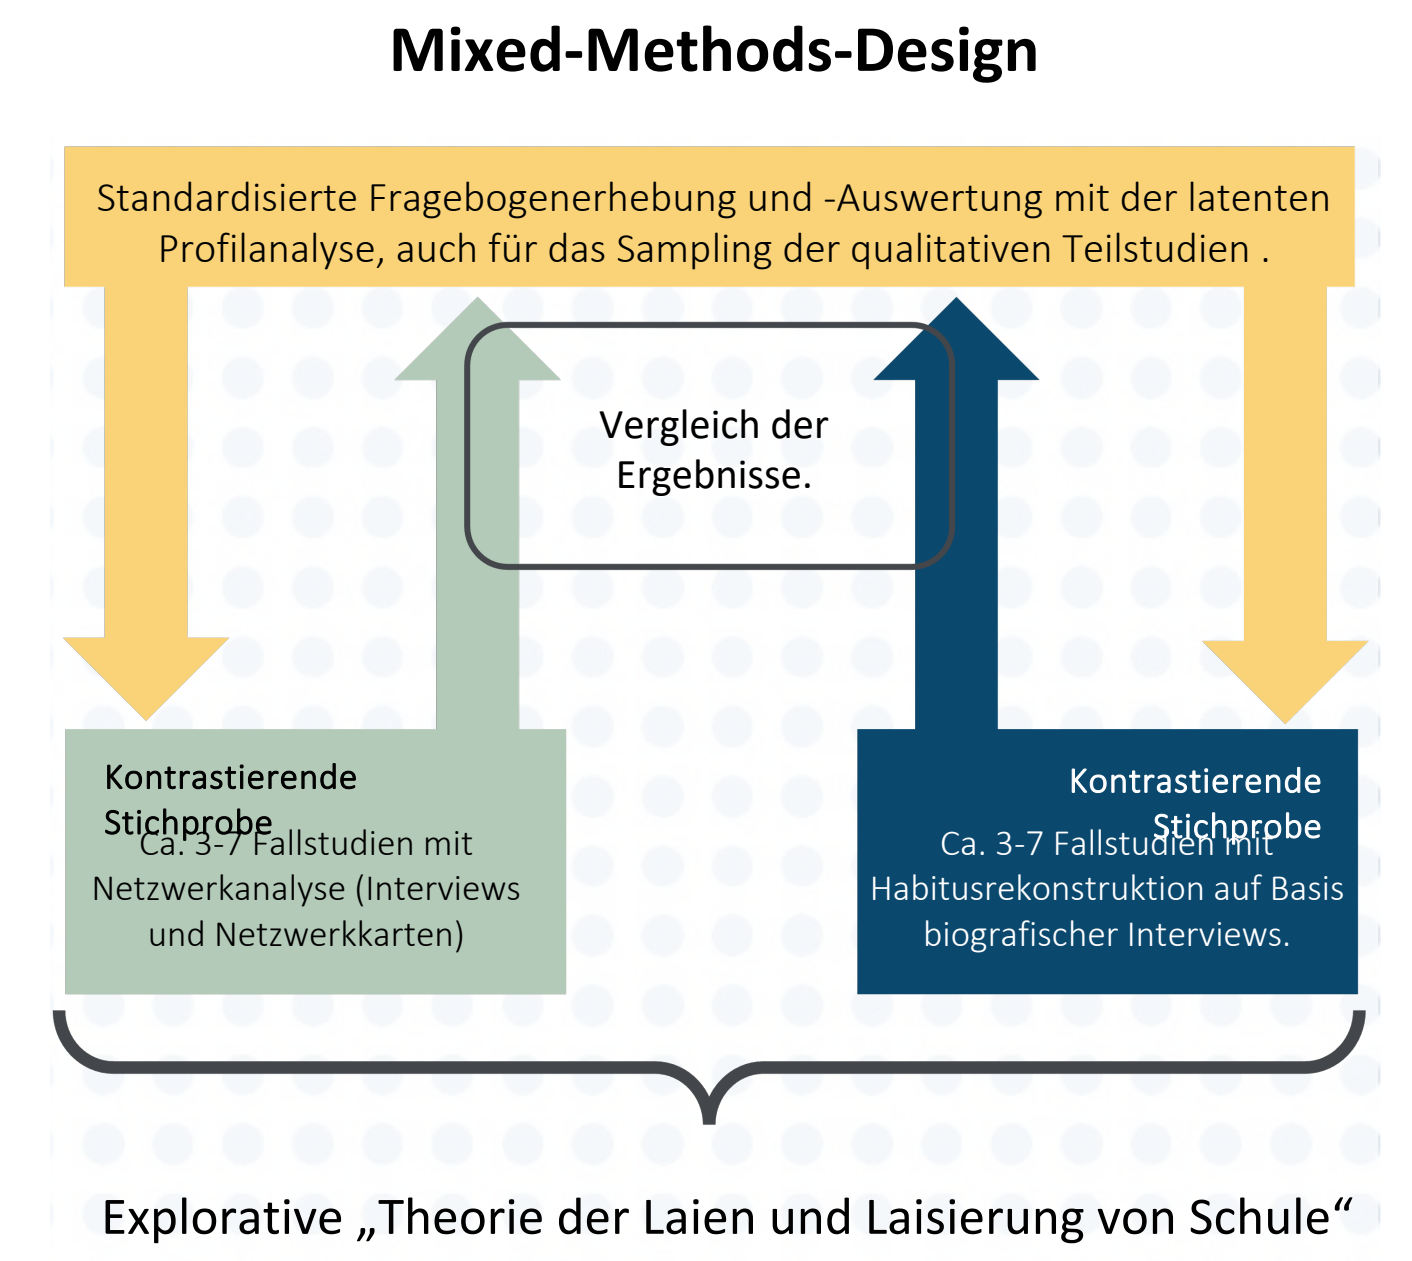 Mixed-Methods-Design
Standardisierte Fragebogenerhebung und -Auswertung mit der latenten
Profilanalyse, auch für das Sampling der qualitativen Teilstudien .
Vergleich der
Ergebnisse.
Kontrastierende
Stichprobe
Ca. 3-7 Fallstudien mit
Netzwerkanalyse (Interviews
und Netzwerkkarten)
Kontrastierende
Stichprobe
Ca. 3-7 Fallstudien mit
Habitusrekonstruktion auf Basis
biografischer Interviews.
Explorative „Theorie der Laien und Laisierung von Schule“